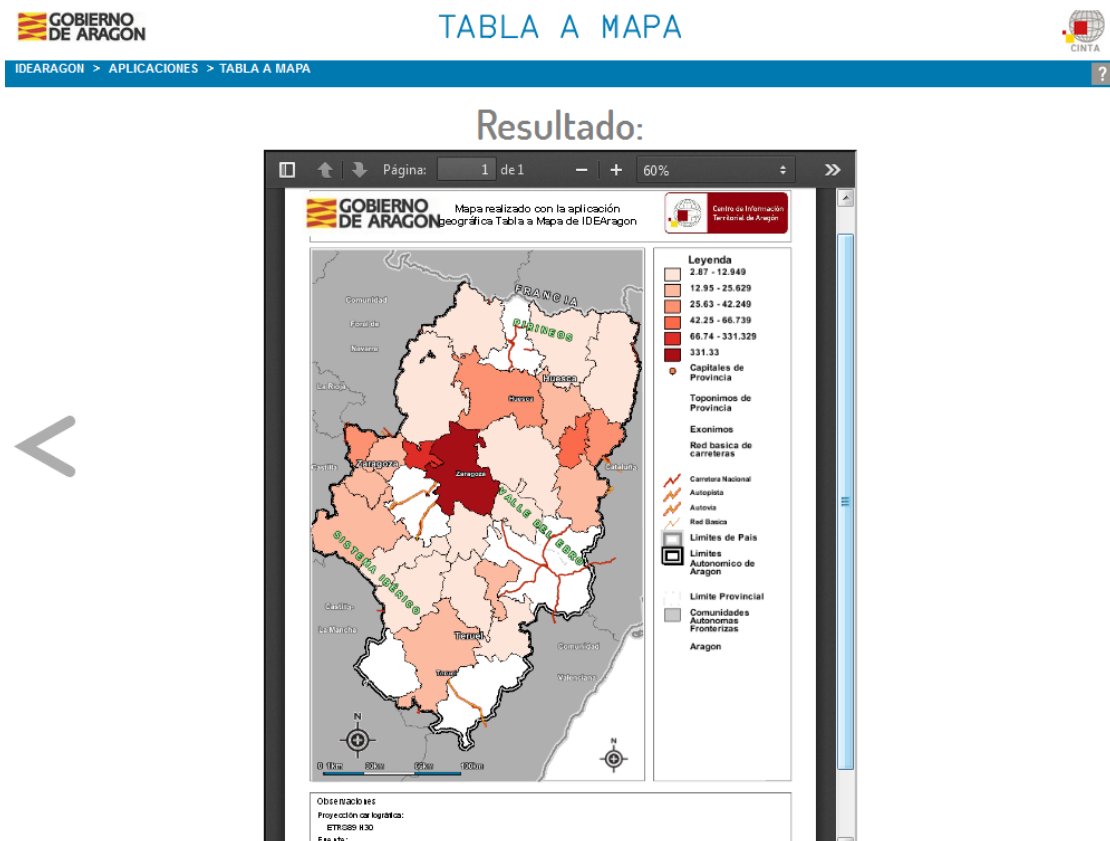 GOBIERNO
DE ARAGON
TABLA A MAPA
CINTA
IDEARAGON > APLICACIONES > TABLA A MAPA
?
Resultado:
Página: 1 de 1
60%
GOBIERNO
DE ARAGON
Mapa realizado con la aplicación
geográfica Tabla a Mapa de IDEAragon
Centro de Información
Territorial de Aragón
FRANCIA
Comunidad
Foral de
Navarra
PIRINEOS
La Rioja
Huesca
Huesca
Zaragoza
Castilla
Zaragoza
Cataluña
VALLE DEL EBRO
SISTEMA IBÉRICO
Castilla-
La Mancha
Teruel
Comunidad
Teruel
Valenciana
N
N
100km
Leyenda
2.87 - 12.949
12.95 - 25.629
25.63 - 42.249
42.25 - 66.739
66.74 - 331.329
331.33
Capitales de
Provincia
Toponimos de
Provincia
Exonimos
Red basica de
carreteras
Carretera Nacional
Autopista
Autovia
Red Basica
Limites de Pais
Limites
Autonomico de
Aragon
Limite Provincial
Comunidades
Autonomas
Fronterizas
Aragon
Observaciones
Proyección cartográfica:
ETRS89 H30